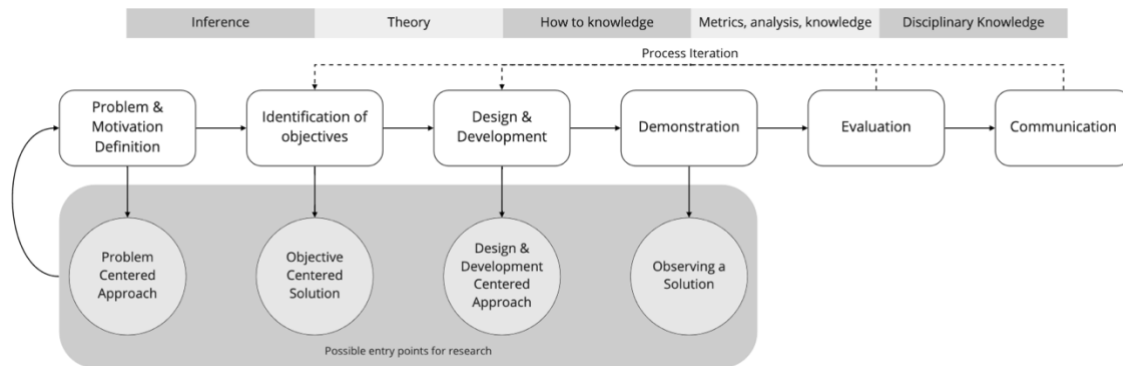 Inference
Theory
How to knowledge
Metrics, analysis, knowledge
Disciplinary Knowledge
Process Iteration
Problem &
Motivation
Definition
Identification of
objectives
Design &
Development
Demonstration
Evaluation
Communication
Problem
Centered
Approach
Objective
Centered
Solution
Design &
Development
Centered
Approach
Observing a
Solution
Possible entry points for research